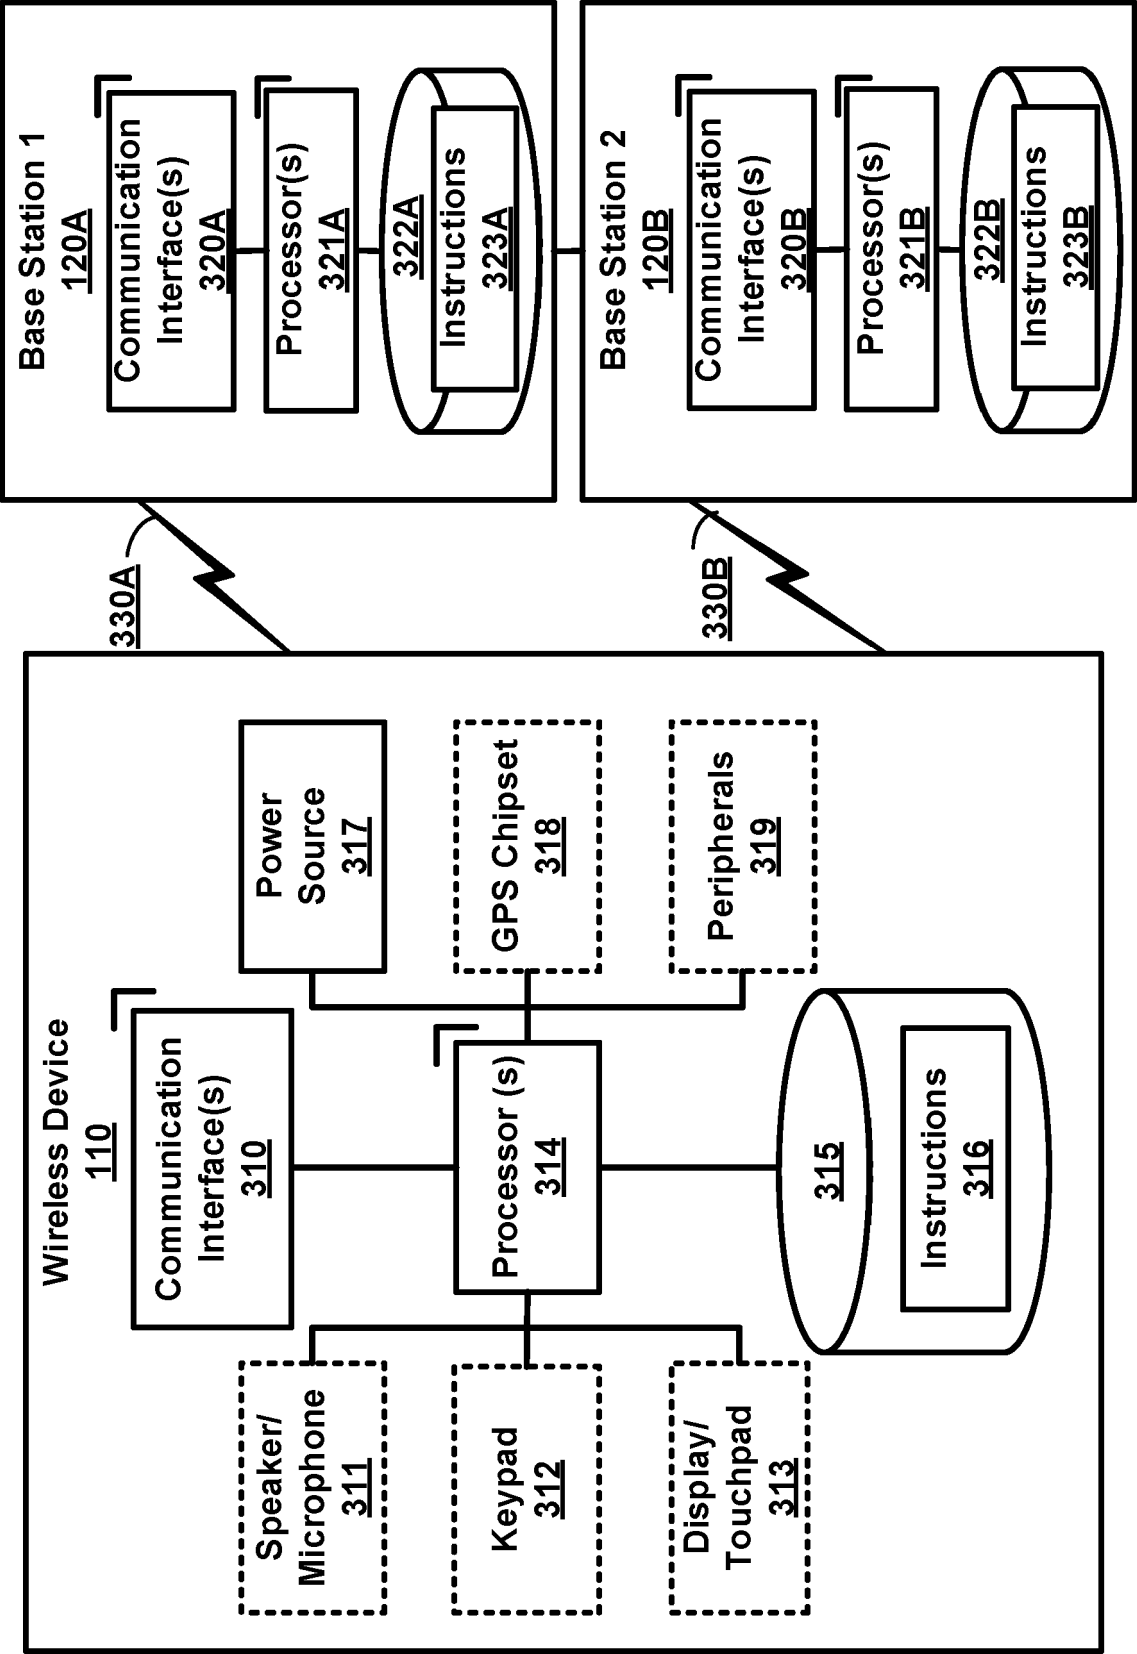 Wireless Device
110
Communication
Interface(s)
310
Speaker/
Microphone
311
Keypad
312
Display/
Touchpad
313
Processor (s)
314
Power
Source
317
GPS Chipset
318
Peripherals
319
315
Instructions
316
330A
330B
Base Station 1
120A
Communication
Interface(s)
320A
Processor(s)
321A
322A
Instructions
323A
Base Station 2
120B
Communication
Interface(s)
320B
Processor(s)
321B
322B
Instructions
323B